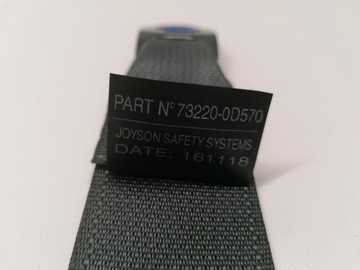 PART N° 73220-0D570
JOYSON SAFETY SYSTEMS
DATE: 161118